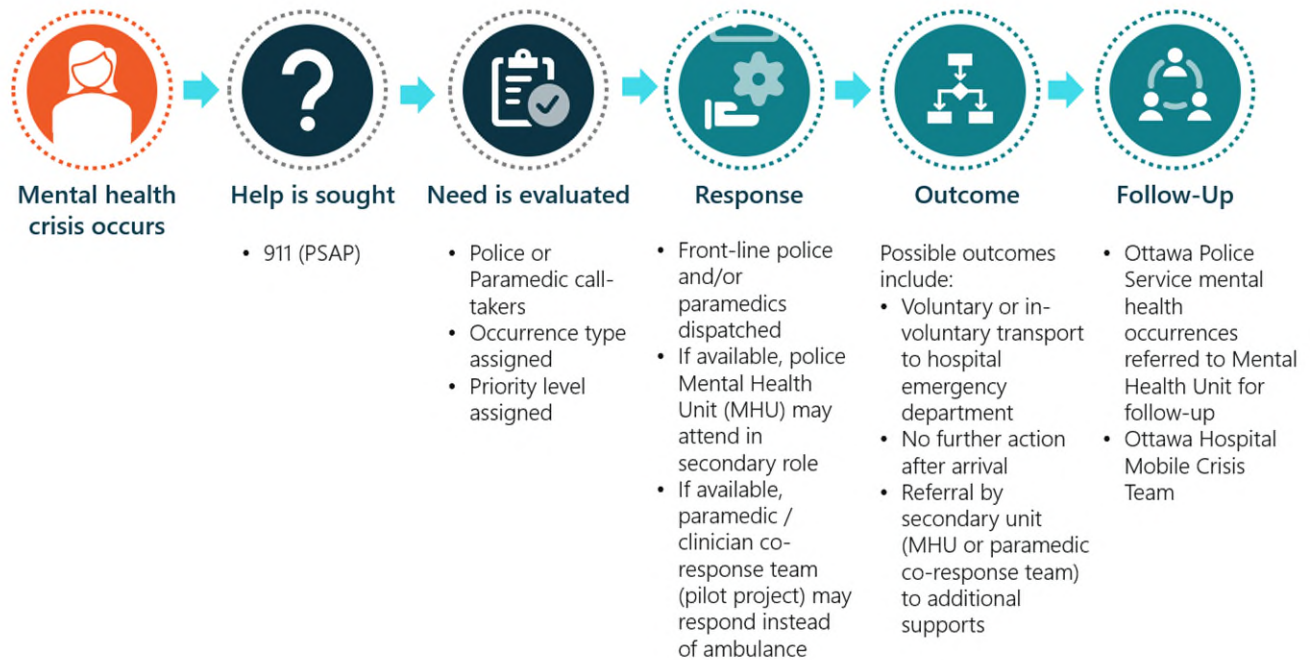 Mental health
crisis occurs
Help is sought
• 911 (PSAP)
Need is evaluated
• Police or
Paramedic call-
takers
• Occurrence type
assigned
• Priority level
assigned
Response
• Front-line police
and/or
paramedics
dispatched
• If available, police
Mental Health
Unit (MHU) may
attend in
secondary role
• If available,
paramedic /
clinician co-
response team
(pilot project) may
respond instead
of ambulance
Outcome
Possible outcomes
include:
• Voluntary or in-
voluntary transport
to hospital
emergency
department
• No further action
after arrival
• Referral by
secondary unit
(MHU or paramedic
co-response team)
to additional
supports
Follow-Up
• Ottawa Police
Service mental
health
occurrences
referred to Mental
Health Unit for
follow-up
• Ottawa Hospital
Mobile Crisis
Team